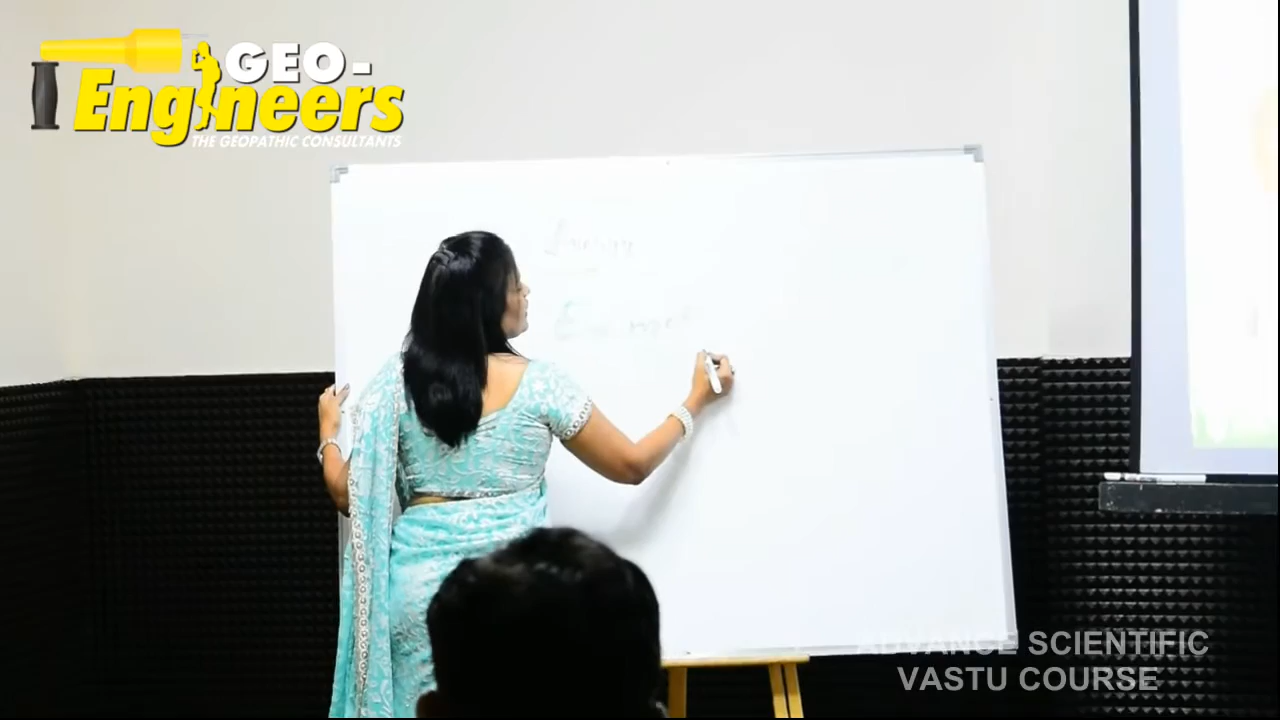 GEO-
Engineers
THE GEOPATHIC CONSULTANTS
ADVANCE SCIENTIFIC
VASTU COURSE